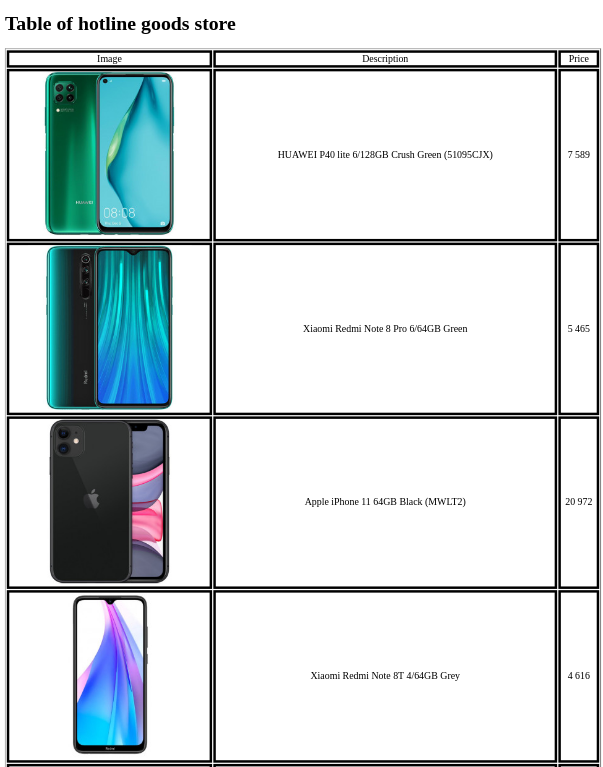 Table of hotline goods store
Image Description Price
HUAWEI P40 lite 6/128GB Crush Green (51095CJX) 7 589
08:08
HUAWEI
Xiaomi Redmi Note 8 Pro 6/64GB Green 5 465
Redmi
Apple iPhone 11 64GB Black (MWLT2) 20 972
Xiaomi Redmi Note 8T 4/64GB Grey 4 616